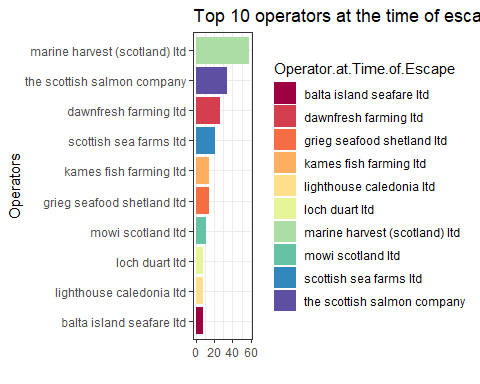 Top 10 operators at the time of esca
Operators
marine harvest (scotland) ltd
the scottish salmon company
dawnfresh farming ltd
scottish sea farms ltd
kames fish farming ltd
grieg seafood shetland ltd
mowi scotland ltd
loch duart ltd
lighthouse caledonia ltd
balta island seafare ltd
0 20 40 60
Operator.at.Time.of.Escape
balta island seafare ltd
dawnfresh farming ltd
grieg seafood shetland ltd
kames fish farming ltd
lighthouse caledonia ltd
loch duart ltd
marine harvest (scotland) ltd
mowi scotland ltd
scottish sea farms ltd
the scottish salmon company